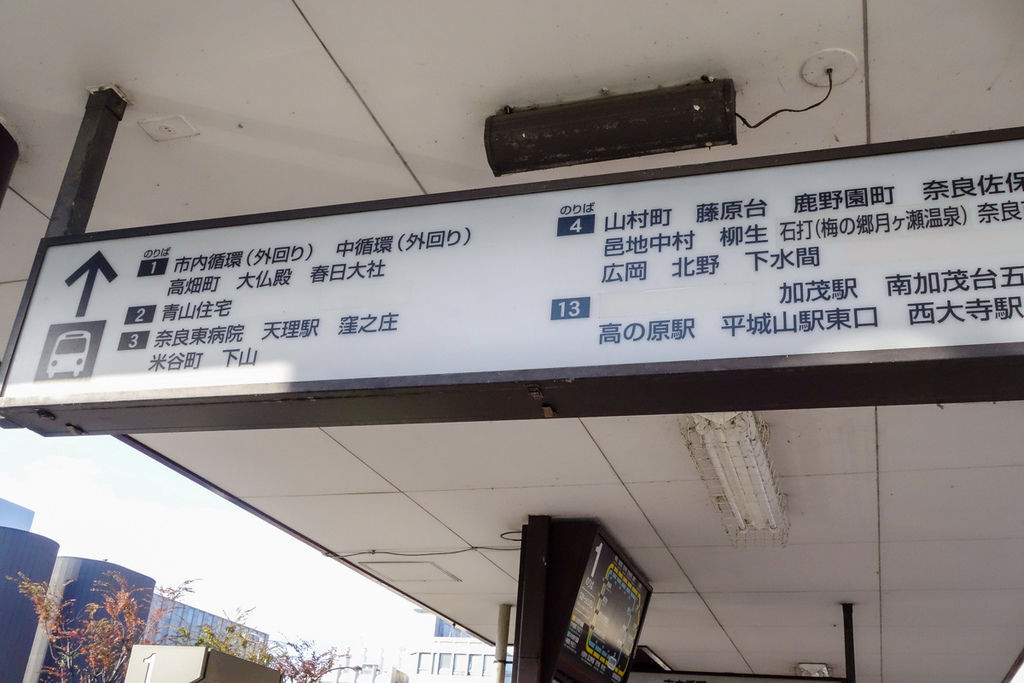 のりば
1 市内循環（外回り） 中循環（外回り）
高畑町 大仏殿 春日大社
2 青山住宅
3 奈良東病院 天理駅 窪之庄
米谷町 下山
のりば
4 山村町 藤原台 鹿野園町 奈良佐保
邑地中村 柳生 石打(梅の郷月ヶ瀬温泉) 奈良
広岡 北野 下水間
13 加茂駅 南加茂台五
高の原駅 平城山駅東口 西大寺駅
1
1